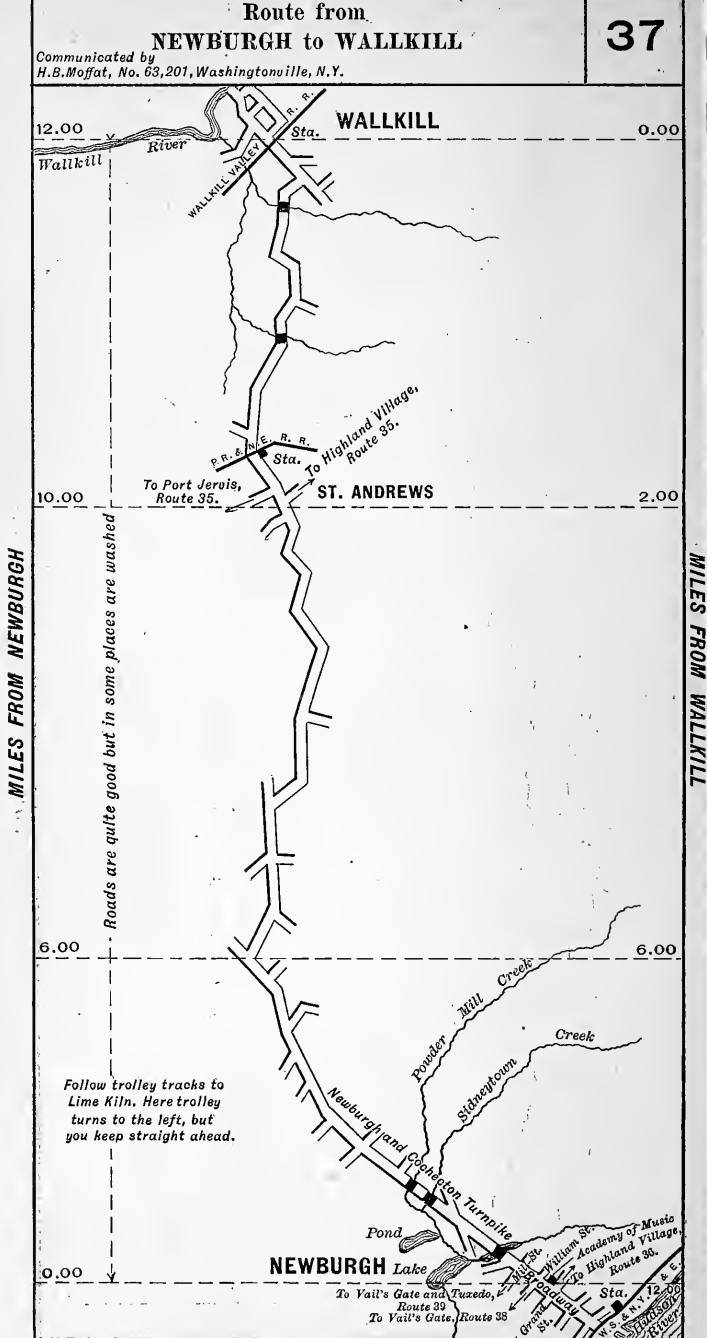 Route from
NEWBURGH to WALLKILL
37
Communicated by
H.B.Moffat, No. 63,201, Washingtonville, N.Y.
12.00
River
Wallkill
WALLKILL VALLEY R. R.
Sta.
WALLKILL
0.00
P.R. & N.E. R. R.
Sta.
To Highland Village,
Route 35.
To Port Jervis,
Route 35.
ST. ANDREWS
10.00
2.00
MILES FROM NEWBURGH
Roads are quite good but in some places are washed
MILES FROM WALLKILL
6.00
6.00
Powder Mill Creek
Sidneytown Creek
Follow trolley tracks to
Lime Kiln. Here trolley
turns to the left, but
you keep straight ahead.
Newburgh and Cochecton Turnpike
Pond
NEWBURGH
Lake
0.00
Mill St.
William St.
Academy of Music
To Highland Village,
Route 36.
Broadway
Grand
St.
Sta.
12.00
To Vail's Gate and Tuxedo,
Route 39
To Vail's Gate, Route 38
W.S. & N.Y. & E.
Hudson
River